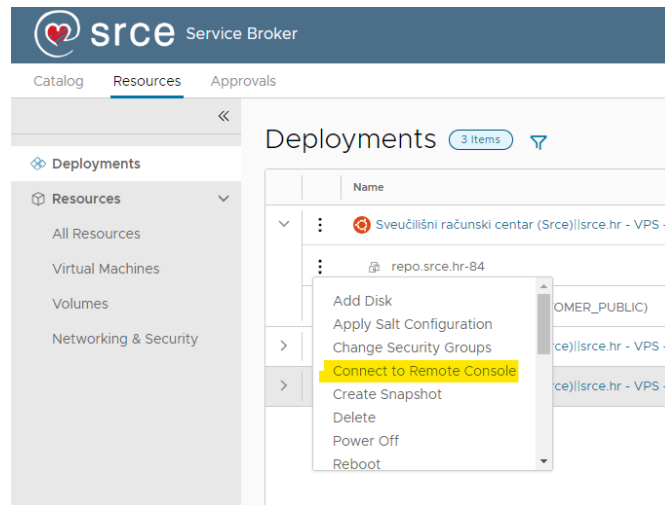 srce Service Broker
Catalog Resources Approvals
«
Deployments 3 Items
Deployments
Name
Resources
Sveučilišni računski centar (Srce)||srce.hr - VPS -
All Resources
repo.srce.hr-84
Virtual Machines
Volumes
Networking & Security
Add Disk
OMER_PUBLIC)
Apply Salt Configuration
Change Security Groups
ce)||srce.hr - VPS -
Connect to Remote Console
ce)||srce.hr - VPS -
Create Snapshot
Delete
Power Off
Reboot